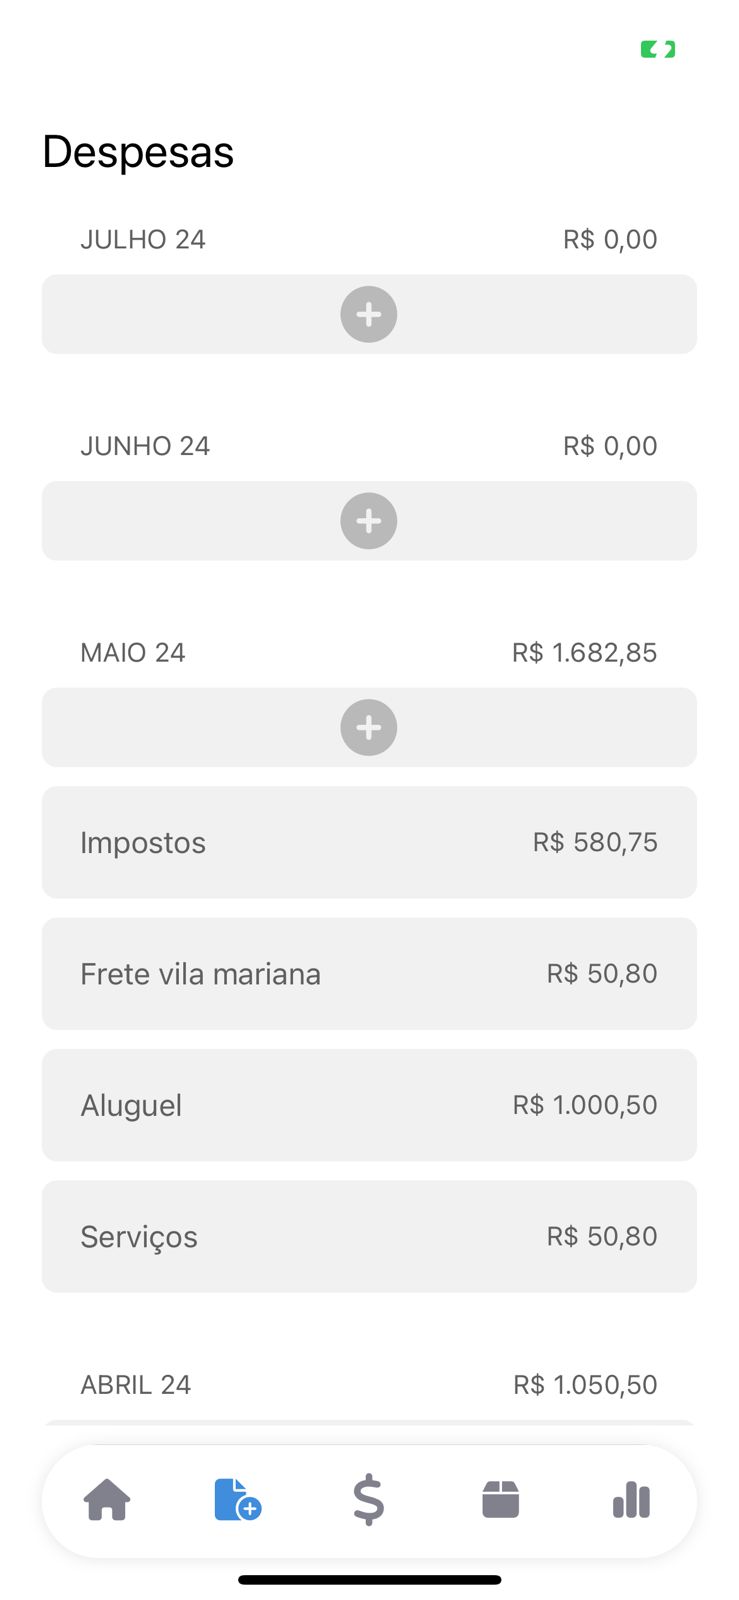 Despesas
JULHO 24 R$ 0,00
JUNHO 24 R$ 0,00
MAIO 24 R$ 1.682,85
Impostos R$ 580,75
Frete vila mariana R$ 50,80
Aluguel R$ 1.000,50
Serviços R$ 50,80
ABRIL 24 R$ 1.050,50